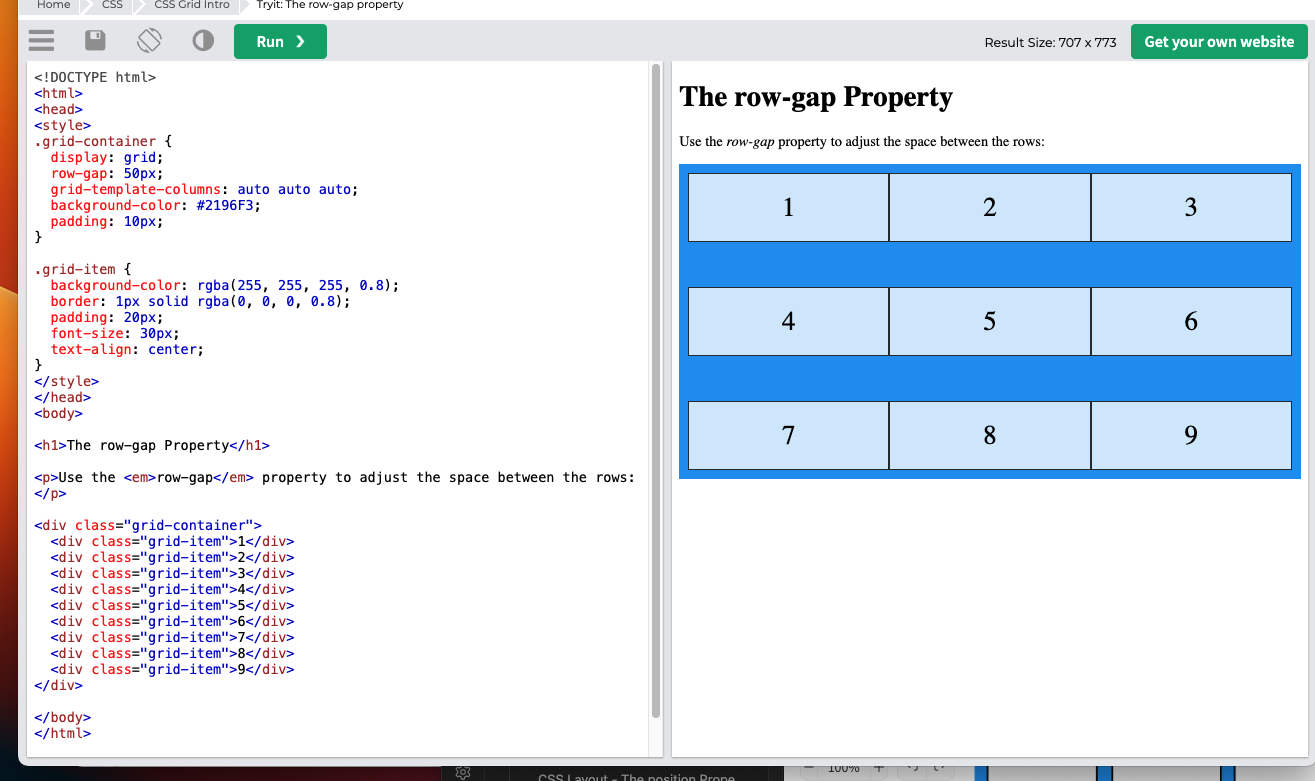 Home CSS CSS Grid Intro Tryit: The row-gap property
Run ❯ Result Size: 707 x 773 Get your own website
<!DOCTYPE html>
<html>
<head>
<style>
.grid-container {
  display: grid;
  row-gap: 50px;
  grid-template-columns: auto auto auto;
  background-color: #2196F3;
  padding: 10px;
}

.grid-item {
  background-color: rgba(255, 255, 255, 0.8);
  border: 1px solid rgba(0, 0, 0, 0.8);
  padding: 20px;
  font-size: 30px;
  text-align: center;
}
</style>
</head>
<body>

<h1>The row-gap Property</h1>

<p>Use the <em>row-gap</em> property to adjust the space between the rows:
</p>

<div class="grid-container">
  <div class="grid-item">1</div>
  <div class="grid-item">2</div>
  <div class="grid-item">3</div>
  <div class="grid-item">4</div>
  <div class="grid-item">5</div>
  <div class="grid-item">6</div>
  <div class="grid-item">7</div>
  <div class="grid-item">8</div>
  <div class="grid-item">9</div>
</div>

</body>
</html>
The row-gap Property
Use the row-gap property to adjust the space between the rows:
1 2 3
4 5 6
7 8 9
CSS Layout - The position Prope
100%